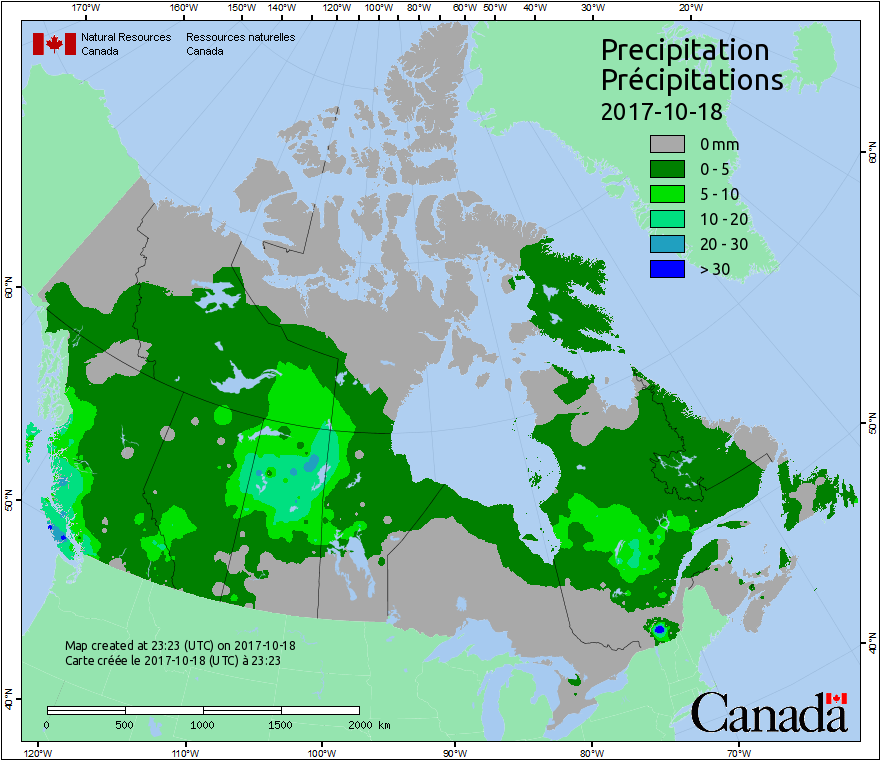 170°W 160°W 150°W 140°W 130°W 120°W 110°W 100°W 90°W 80°W 60°W 50°W 40°W 30°W 20°W
Natural Resources Ressources naturelles
Canada Canada
Precipitation
Précipitations
2017-10-18
0 mm
0 - 5
5 - 10
10 - 20
20 - 30
> 30
60°N
60°N
50°N
50°N
40°N
40°N
Map created at 23:23 (UTC) on 2017-10-18
Carte créée le 2017-10-18 (UTC) à 23:23
0 500 1000 1500 2000 km
Canada
120°W 110°W 100°W 90°W 80°W 70°W